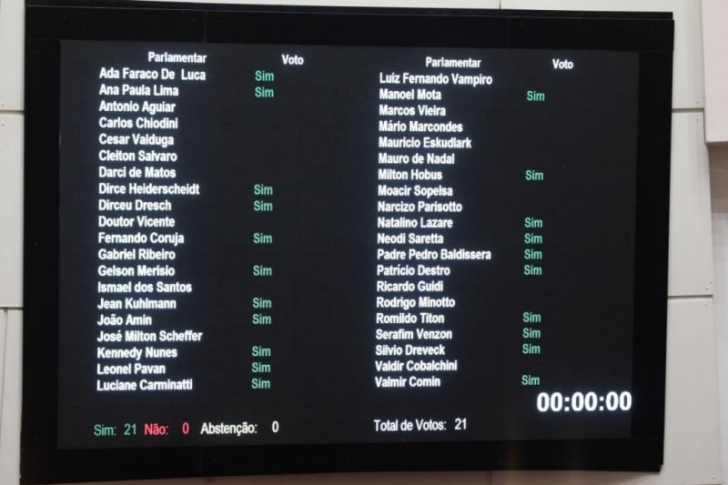 Parlamentar Voto
Ada Faraco De Luca Sim
Ana Paula Lima Sim
Antonio Aguiar
Carlos Chiodini
Cesar Valduga
Cleiton Salvaro
Darci de Matos
Dirce Heiderscheidt Sim
Dirceu Dresch Sim
Doutor Vicente
Fernando Coruja Sim
Gabriel Ribeiro
Gelson Merisio Sim
Ismael dos Santos
Jean Kuhlmann Sim
João Amin Sim
José Milton Scheffer
Kennedy Nunes Sim
Leonel Pavan Sim
Luciane Carminatti Sim
Parlamentar Voto
Luiz Fernando Vampiro
Manoel Mota Sim
Marcos Vieira
Mário Marcondes
Mauricio Eskudlark
Mauro de Nadal
Milton Hobus Sim
Moacir Sopelsa
Narcizo Parisotto
Natalino Lazare Sim
Neodi Saretta Sim
Padre Pedro Baldissera Sim
Patrício Destro Sim
Ricardo Guidi
Rodrigo Minotto
Romildo Titon Sim
Serafim Venzon Sim
Silvio Dreveck Sim
Valdir Cobalchini
Valmir Comin Sim
00:00:00
Sim: 21 Não: 0 Abstenção: 0
Total de Votos: 21